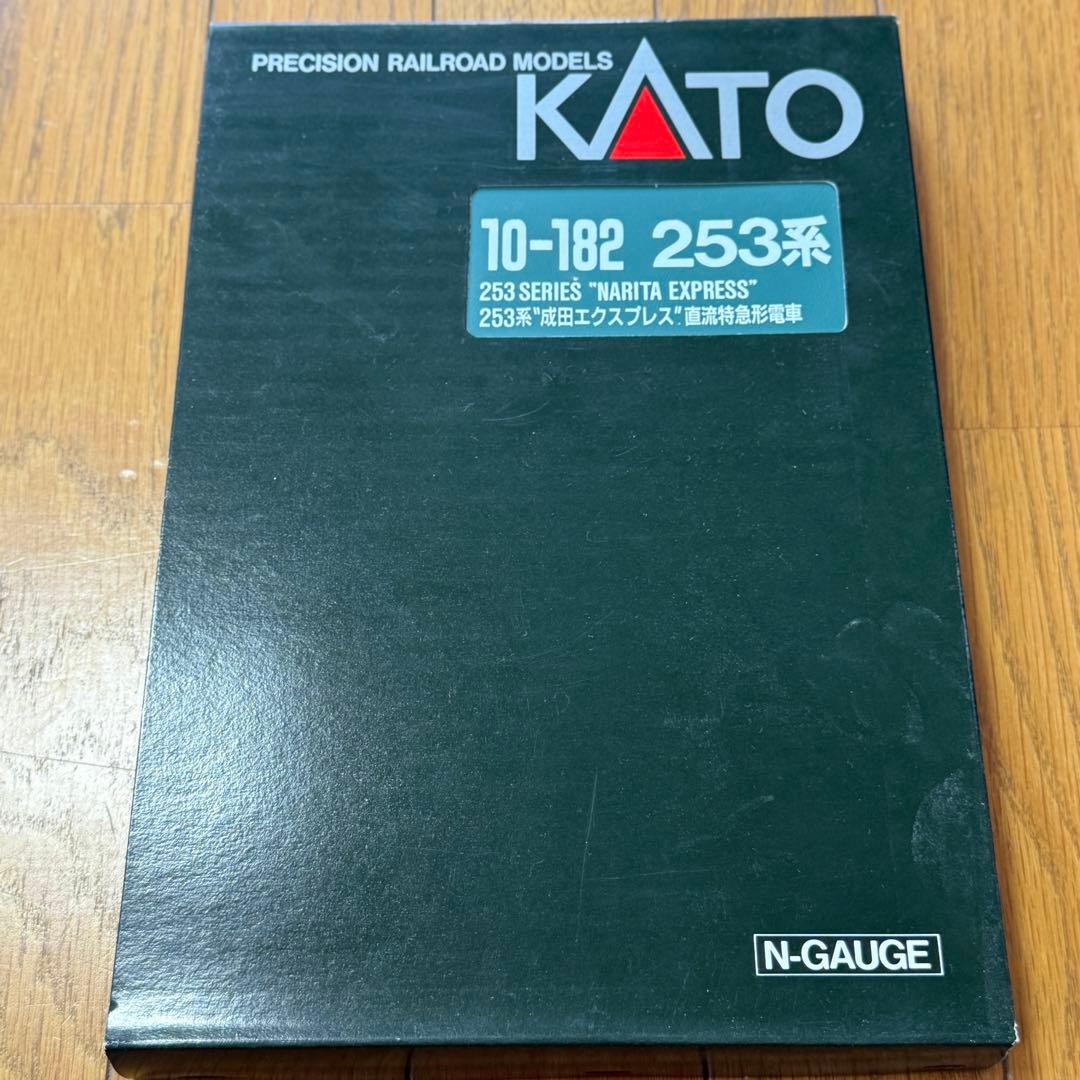 PRECISION RAILROAD MODELS
KATO
10-182 253系
253 SERIES "NARITA EXPRESS"
253系"成田エクスプレス"直流特急形電車
N-GAUGE